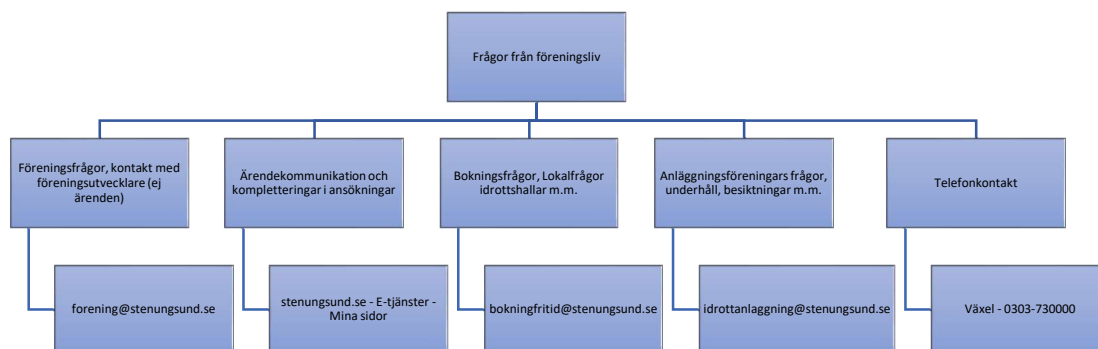 Frågor från föreningsliv
Föreningsfrågor, kontakt med
föreningsutvecklare (ej
ärenden)
Ärendekommunikation och
kompletteringar i ansökningar
Bokningsfrågor, Lokalfrågor
idrottshallar m.m.
Anläggningsföreningars frågor,
underhåll, besiktningar m.m.
Telefonkontakt
forening@stenungsund.se
stenungsund.se - E-tjänster -
Mina sidor
bokningfritid@stenungsund.se
idrottanlaggning@stenungsund.se
Växel - 0303-730000